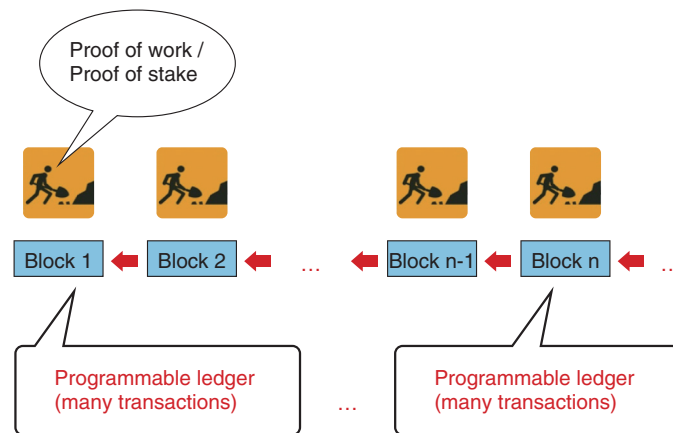 Proof of work /
Proof of stake
Block 1
Block 2
...
Block n-1
Block n
...
Programmable ledger
(many transactions)
...
Programmable ledger
(many transactions)